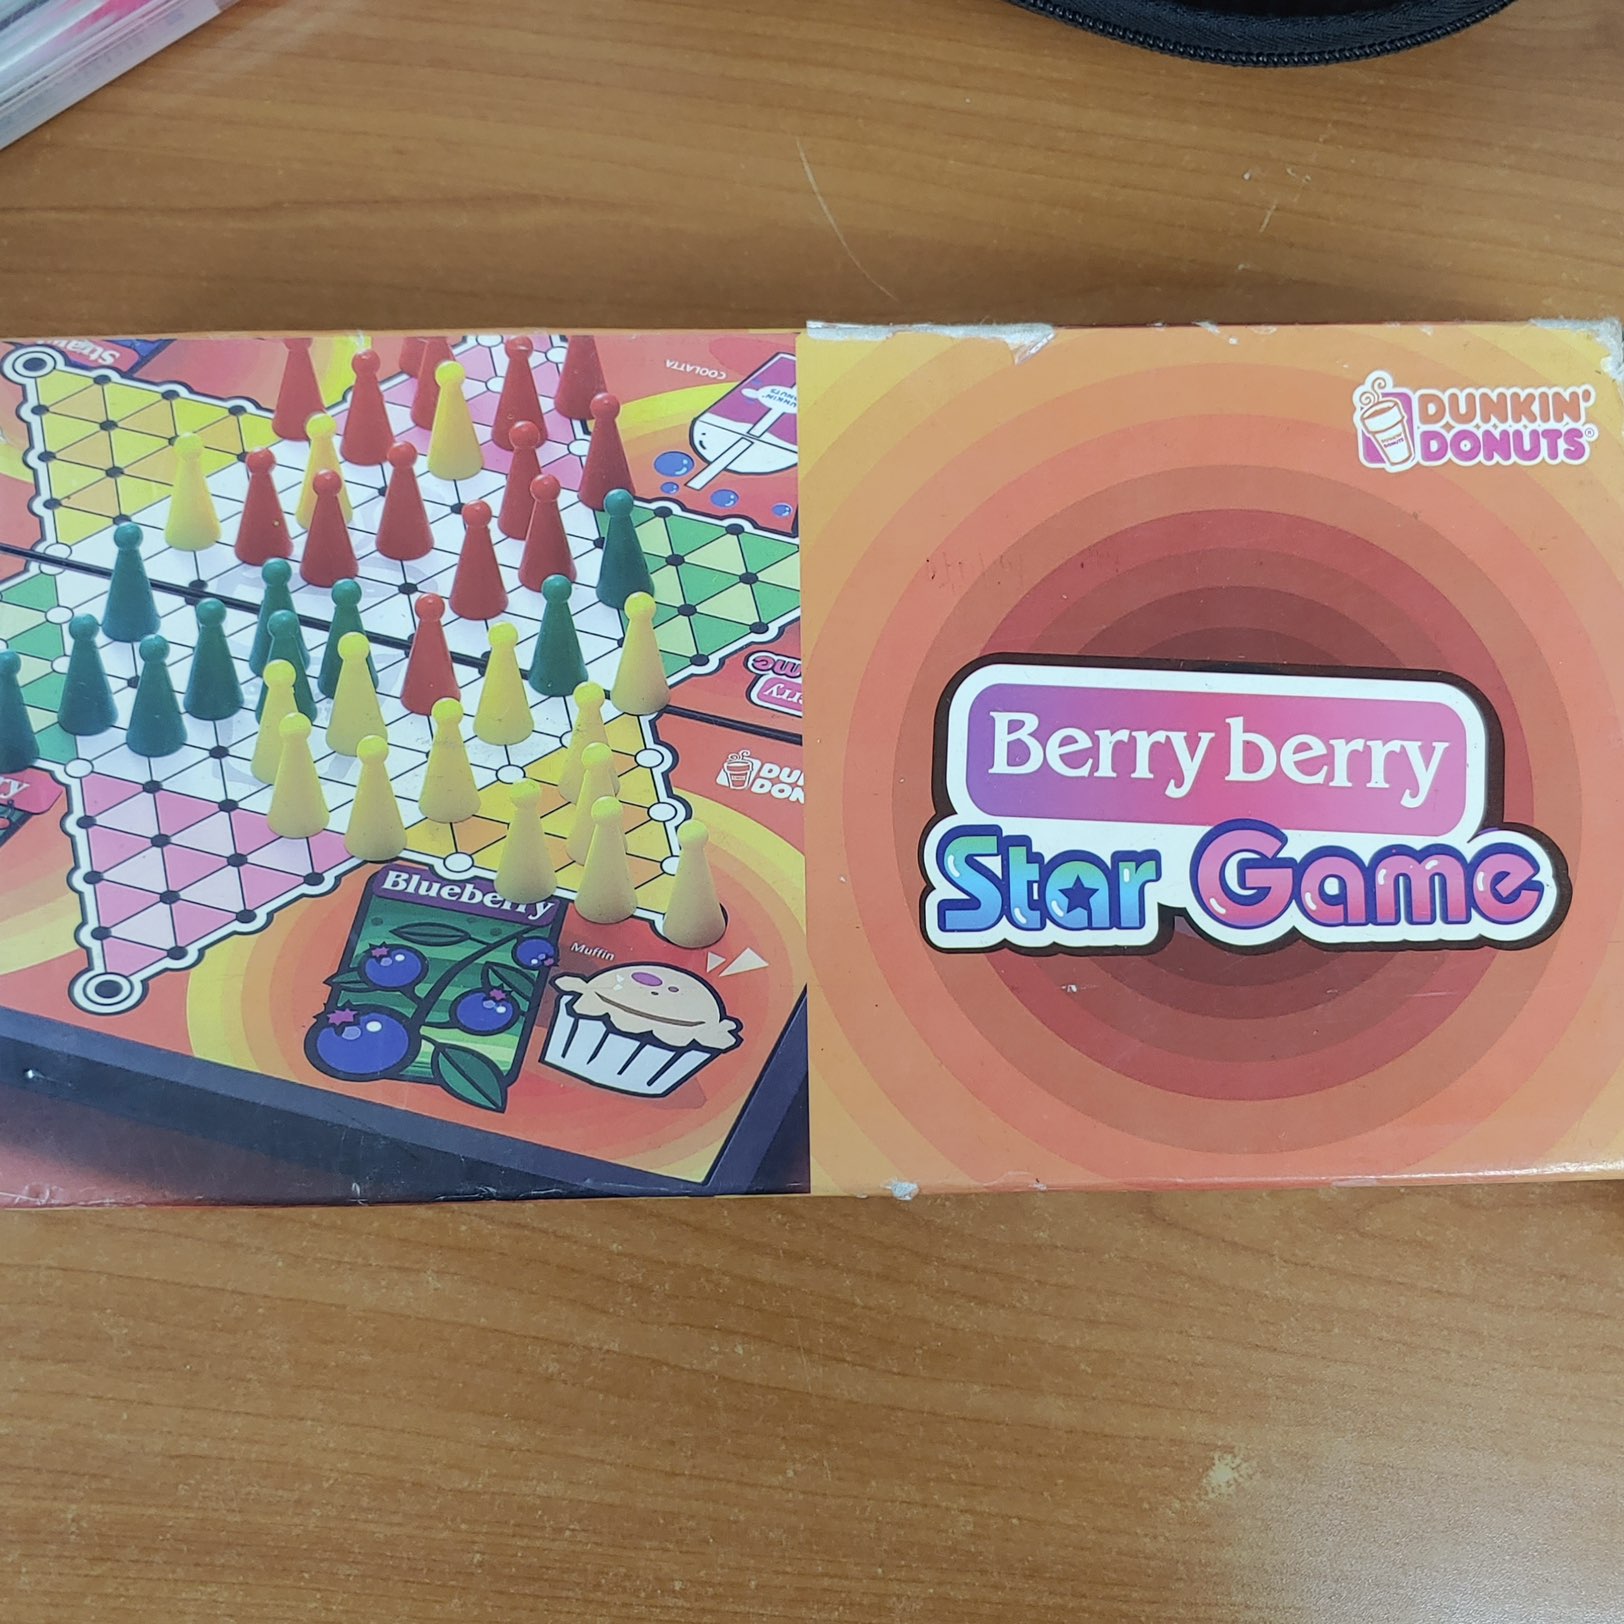 COOLATTA
DUNKIN'
DONUTS®
Berry berry
Star Game
Blueberry
Muffin